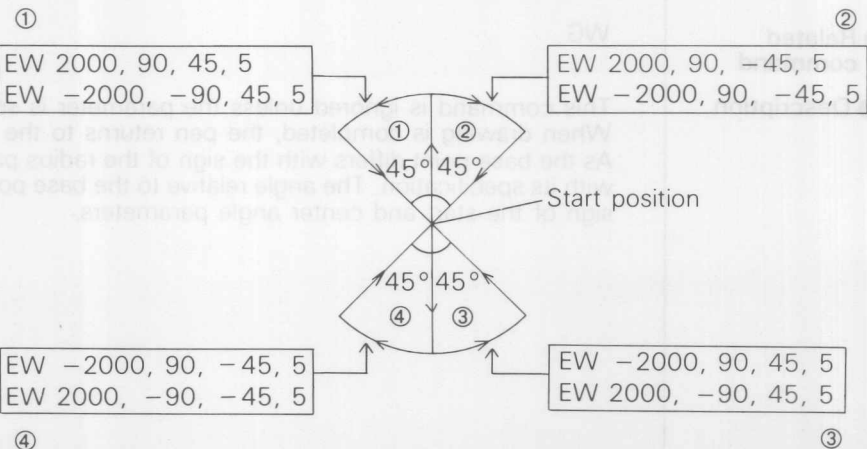 ①
②
EW 2000, 90, 45, 5
EW −2000, −90, 45, 5
EW 2000, 90, −45, 5
EW −2000, −90, −45, 5
① ②
45° 45°
Start position
45° 45°
④ ③
EW −2000, 90, −45, 5
EW 2000, −90, −45, 5
EW −2000, 90, 45, 5
EW 2000, −90, 45, 5
④
③